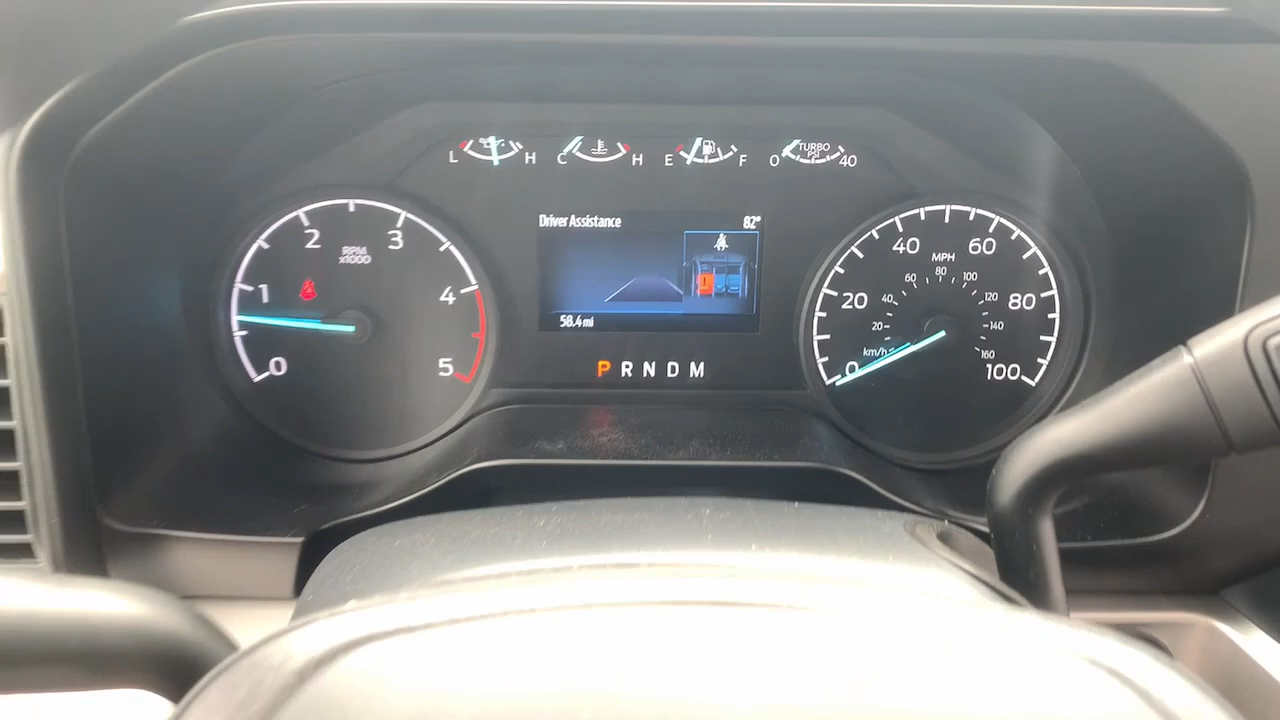 L H C H E F 0 TURBO PSI 40
Driver Assistance 82°
58.4 mi
P R N D M
0 1 2 3 4 5
RPM x1000
0 20 40 60 80 100
MPH
20 40 60 80 100 120 140 160
km/h